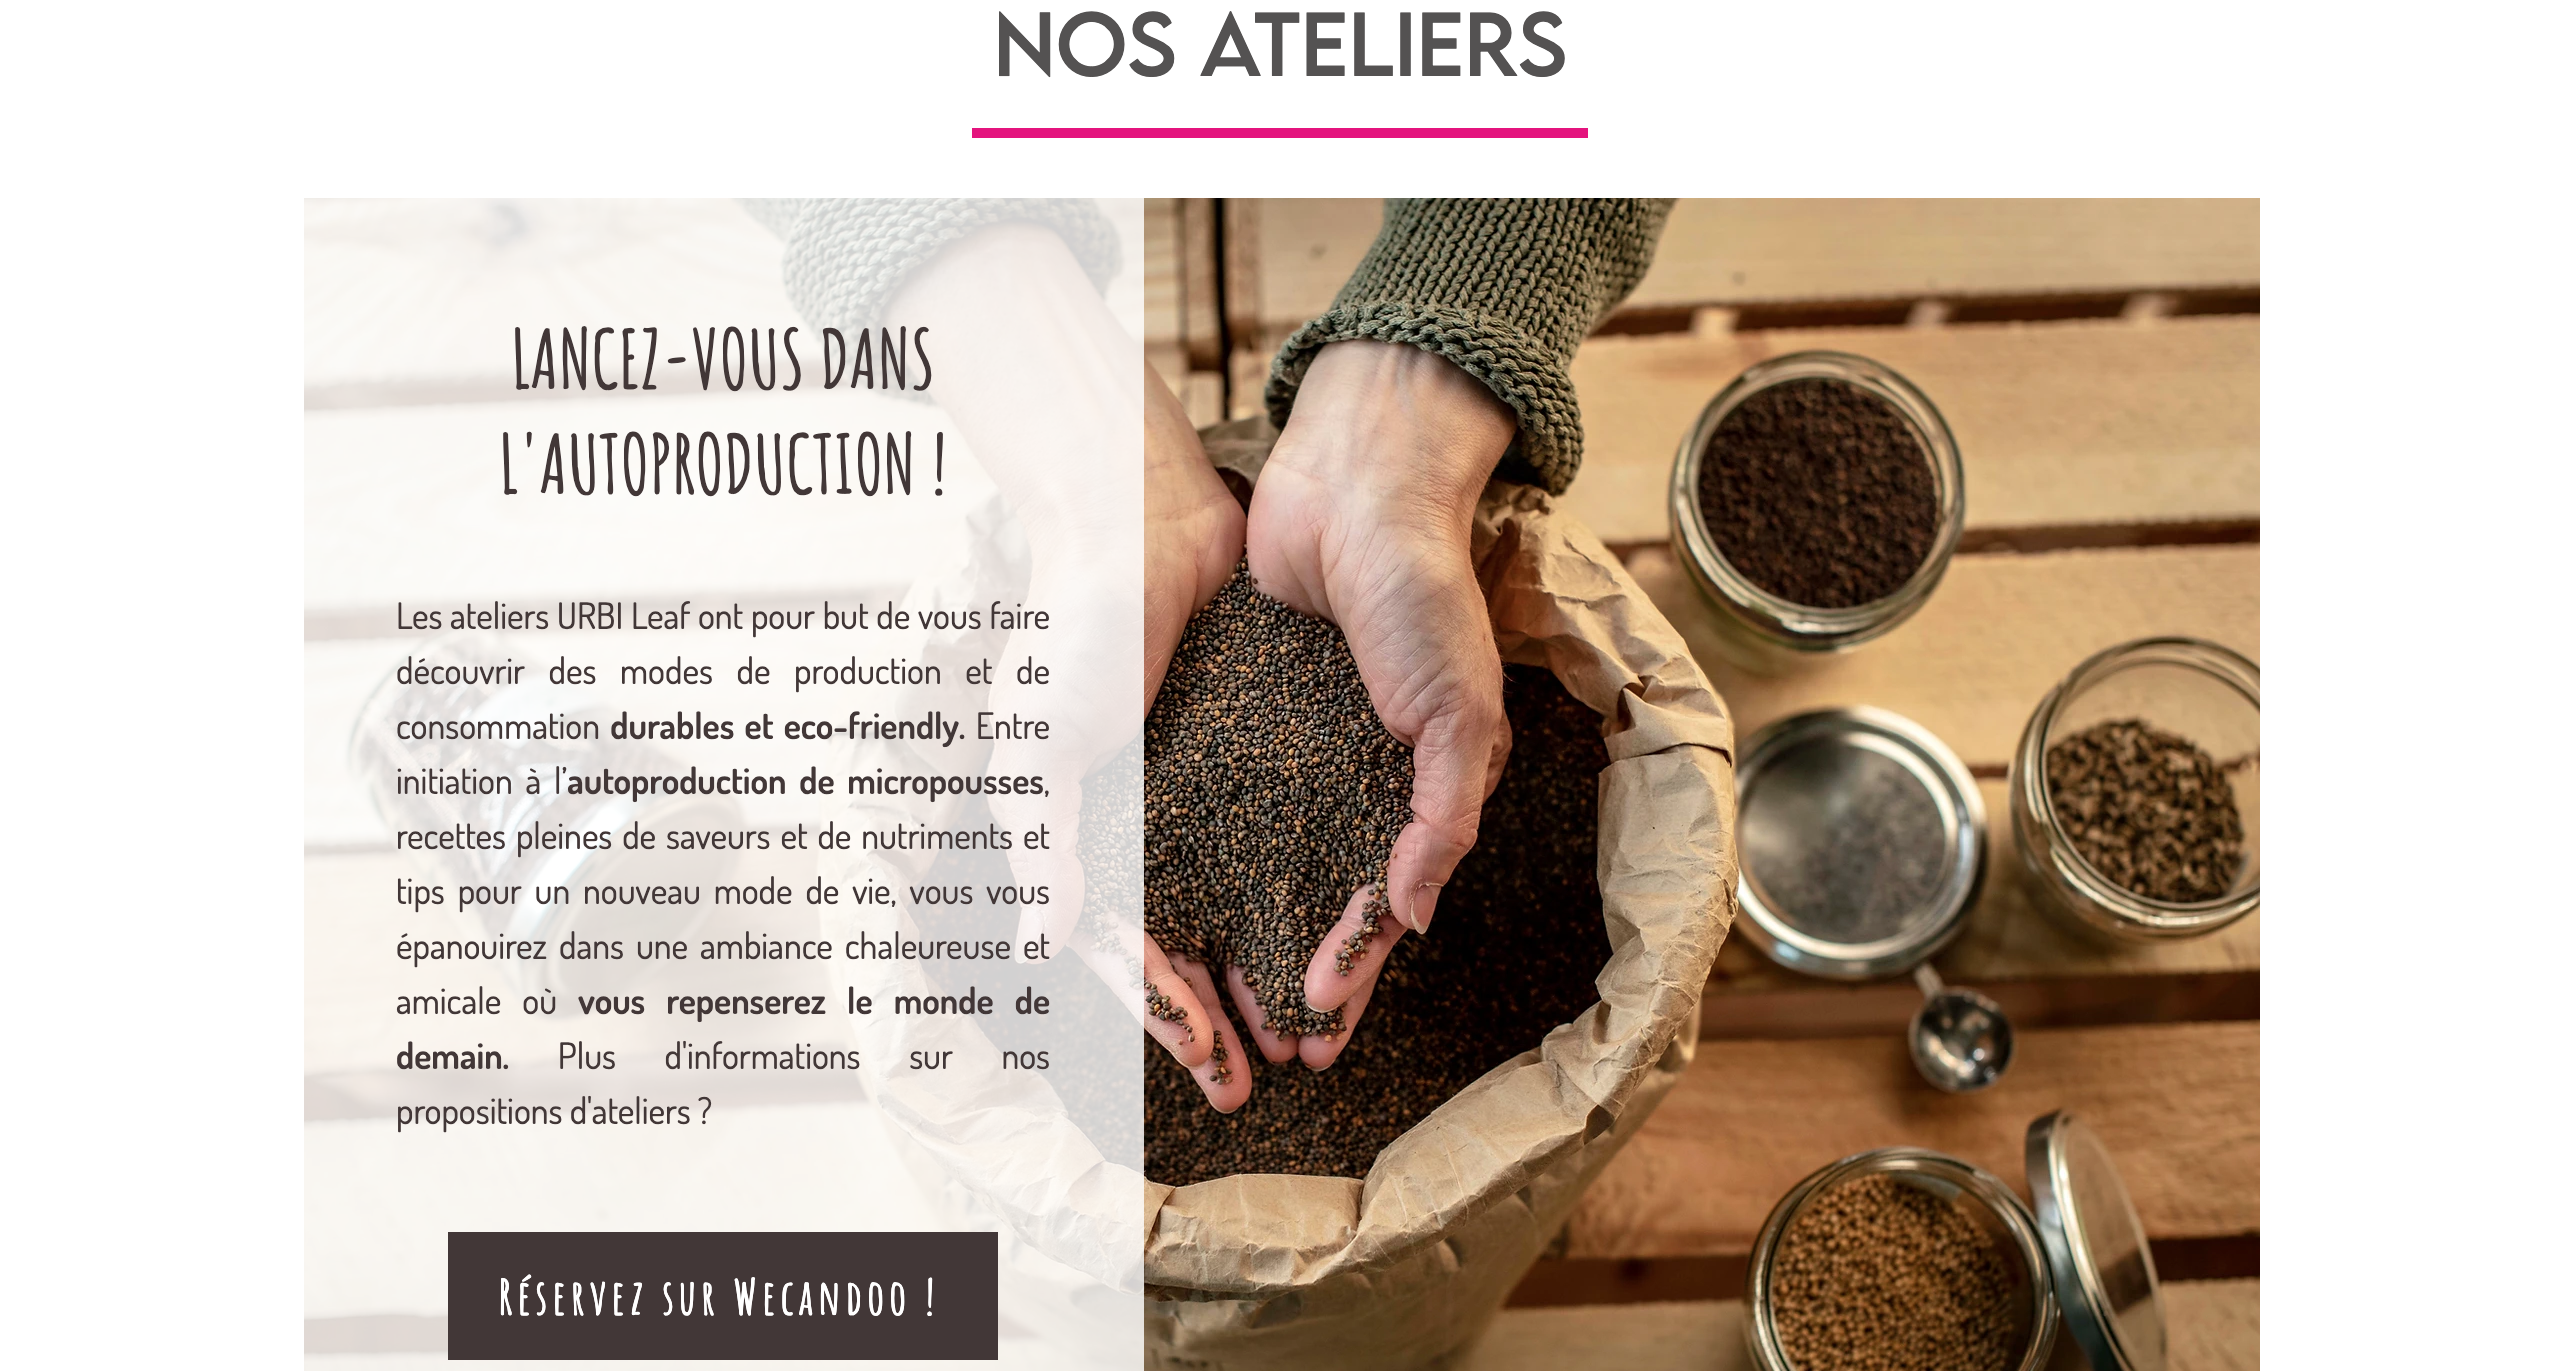 NOS ATELIERS
LANCEZ-VOUS DANS
L'AUTOPRODUCTION !
Les ateliers URBI Leaf ont pour but de vous faire
découvrir des modes de production et de
consommation durables et eco-friendly. Entre
initiation à l’autoproduction de micropousses,
recettes pleines de saveurs et de nutriments et
tips pour un nouveau mode de vie, vous vous
épanouirez dans une ambiance chaleureuse et
amicale où vous repenserez le monde de
demain. Plus d'informations sur nos
propositions d'ateliers ?
Réservez sur Wecandoo !